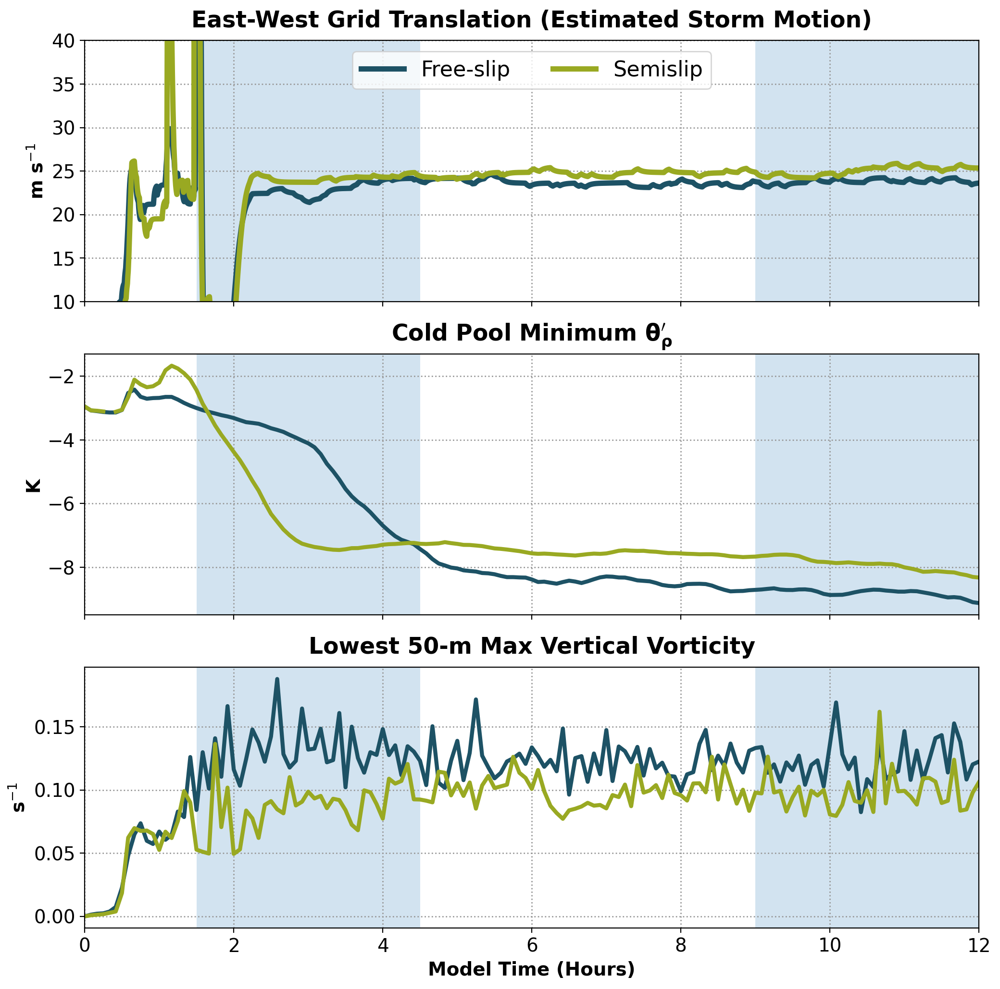 East-West Grid Translation (Estimated Storm Motion)
40
35
30
25
20
15
10
m s⁻¹
Free-slip Semislip
Cold Pool Minimum θ′ρ
−2
−4
−6
−8
K
Lowest 50-m Max Vertical Vorticity
0.15
0.10
0.05
0.00
s⁻¹
0 2 4 6 8 10 12
Model Time (Hours)